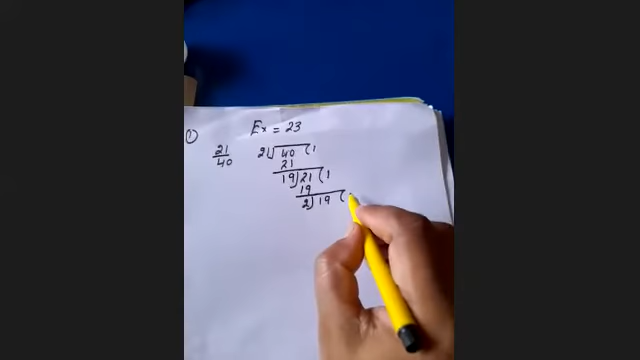 Ex = 23
① 21/40 21) 40 ( 1
21
19) 21 ( 1
19
2) 19 (